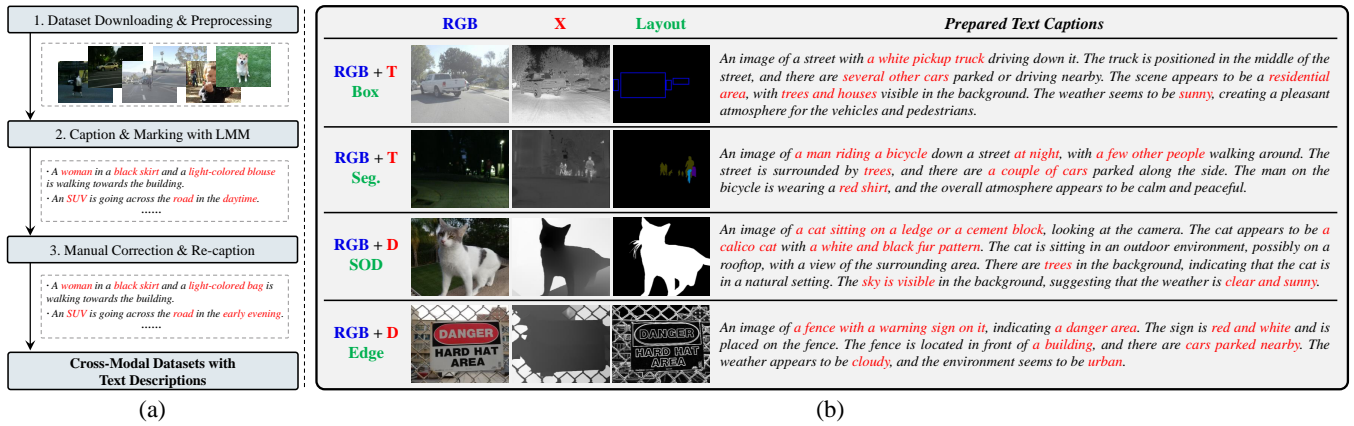 1. Dataset Downloading & Preprocessing
2. Caption & Marking with LMM
· A woman in a black skirt and a light-colored blouse
is walking towards the building.
· An SUV is going across the road in the daytime.
······
3. Manual Correction & Re-caption
· A woman in a black skirt and a light-colored bag is
walking towards the building.
· An SUV is going across the road in the early evening.
······
Cross-Modal Datasets with
Text Descriptions
(a)
RGB X Layout Prepared Text Captions
RGB + T
Box
An image of a street with a white pickup truck driving down it. The truck is positioned in the middle of the
street, and there are several other cars parked or driving nearby. The scene appears to be a residential
area, with trees and houses visible in the background. The weather seems to be sunny, creating a pleasant
atmosphere for the vehicles and pedestrians.
RGB + T
Seg.
An image of a man riding a bicycle down a street at night, with a few other people walking around. The
street is surrounded by trees, and there are a couple of cars parked along the side. The man on the
bicycle is wearing a red shirt, and the overall atmosphere appears to be calm and peaceful.
RGB + D
SOD
An image of a cat sitting on a ledge or a cement block, looking at the camera. The cat appears to be a
calico cat with a white and black fur pattern. The cat is sitting in an outdoor environment, possibly on a
rooftop, with a view of the surrounding area. There are trees in the background, indicating that the cat is
in a natural setting. The sky is visible in the background, suggesting that the weather is clear and sunny.
RGB + D
Edge
DANGER
HARD HAT
AREA
DANGER
HARD HAT
AREA
An image of a fence with a warning sign on it, indicating a danger area. The sign is red and white and is
placed on the fence. The fence is located in front of a building, and there are cars parked nearby. The
weather appears to be cloudy, and the environment seems to be urban.
(b)